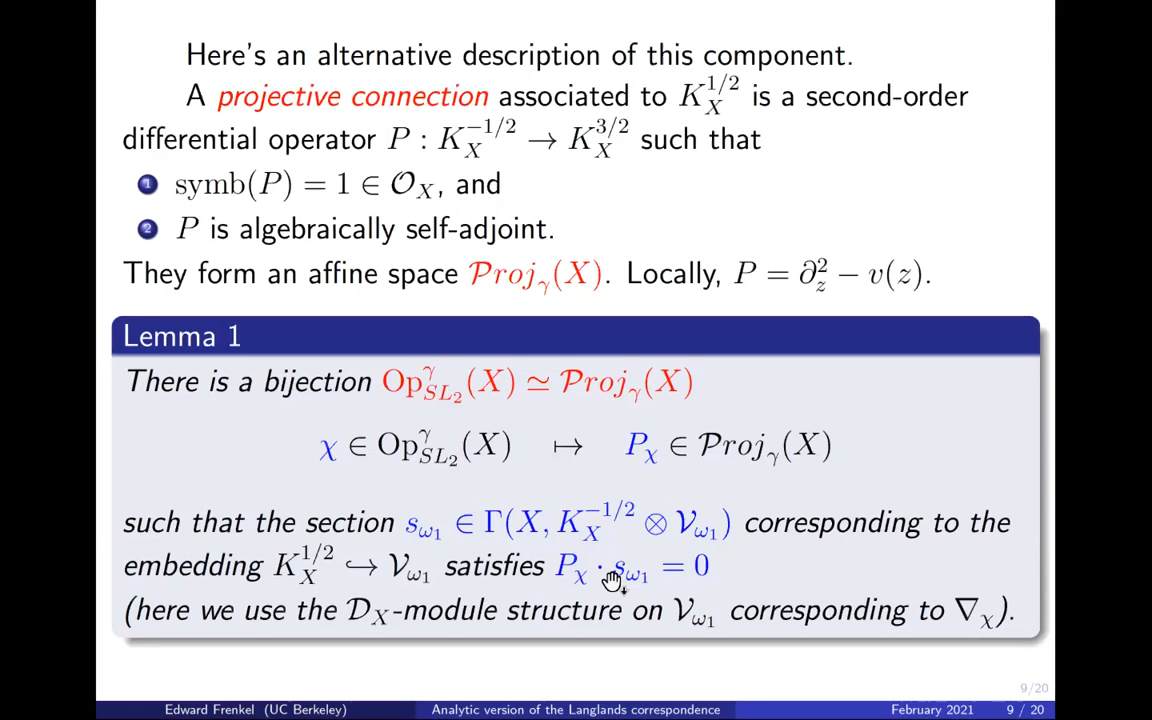 Here's an alternative description of this component.
A projective connection associated to K_X^{1/2} is a second-order
differential operator P : K_X^{-1/2} → K_X^{3/2} such that
1 symb(P) = 1 ∈ 𝒪_X, and
2 P is algebraically self-adjoint.
They form an affine space 𝒫roj_γ(X). Locally, P = ∂_z^2 − v(z).
Lemma 1
There is a bijection Op_{SL_2}^γ(X) ≃ 𝒫roj_γ(X)
χ ∈ Op_{SL_2}^γ(X) ↦ P_χ ∈ 𝒫roj_γ(X)
such that the section s_{ω_1} ∈ Γ(X, K_X^{-1/2} ⊗ 𝒱_{ω_1}) corresponding to the
embedding K_X^{1/2} ↪ 𝒱_{ω_1} satisfies P_χ · s_{ω_1} = 0
(here we use the 𝒟_X-module structure on 𝒱_{ω_1} corresponding to ∇_χ).
9/20
Edward Frenkel (UC Berkeley) Analytic version of the Langlands correspondence February 2021 9 / 20